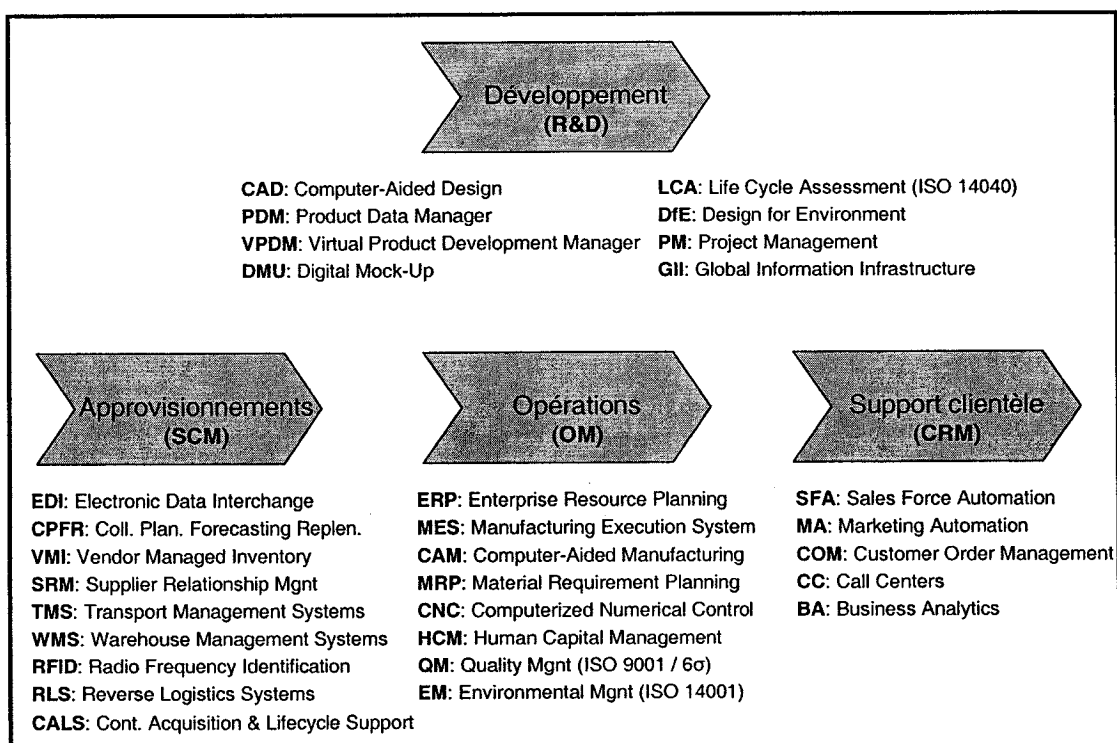 Développement
(R&D)
CAD: Computer-Aided Design
PDM: Product Data Manager
VPDM: Virtual Product Development Manager
DMU: Digital Mock-Up
LCA: Life Cycle Assessment (ISO 14040)
DfE: Design for Environment
PM: Project Management
GII: Global Information Infrastructure
Approvisionnements
(SCM)
EDI: Electronic Data Interchange
CPFR: Coll. Plan. Forecasting Replen.
VMI: Vendor Managed Inventory
SRM: Supplier Relationship Mgnt
TMS: Transport Management Systems
WMS: Warehouse Management Systems
RFID: Radio Frequency Identification
RLS: Reverse Logistics Systems
CALS: Cont. Acquisition & Lifecycle Support
Opérations
(OM)
ERP: Enterprise Resource Planning
MES: Manufacturing Execution System
CAM: Computer-Aided Manufacturing
MRP: Material Requirement Planning
CNC: Computerized Numerical Control
HCM: Human Capital Management
QM: Quality Mgnt (ISO 9001 / 6σ)
EM: Environmental Mgnt (ISO 14001)
Support clientèle
(CRM)
SFA: Sales Force Automation
MA: Marketing Automation
COM: Customer Order Management
CC: Call Centers
BA: Business Analytics